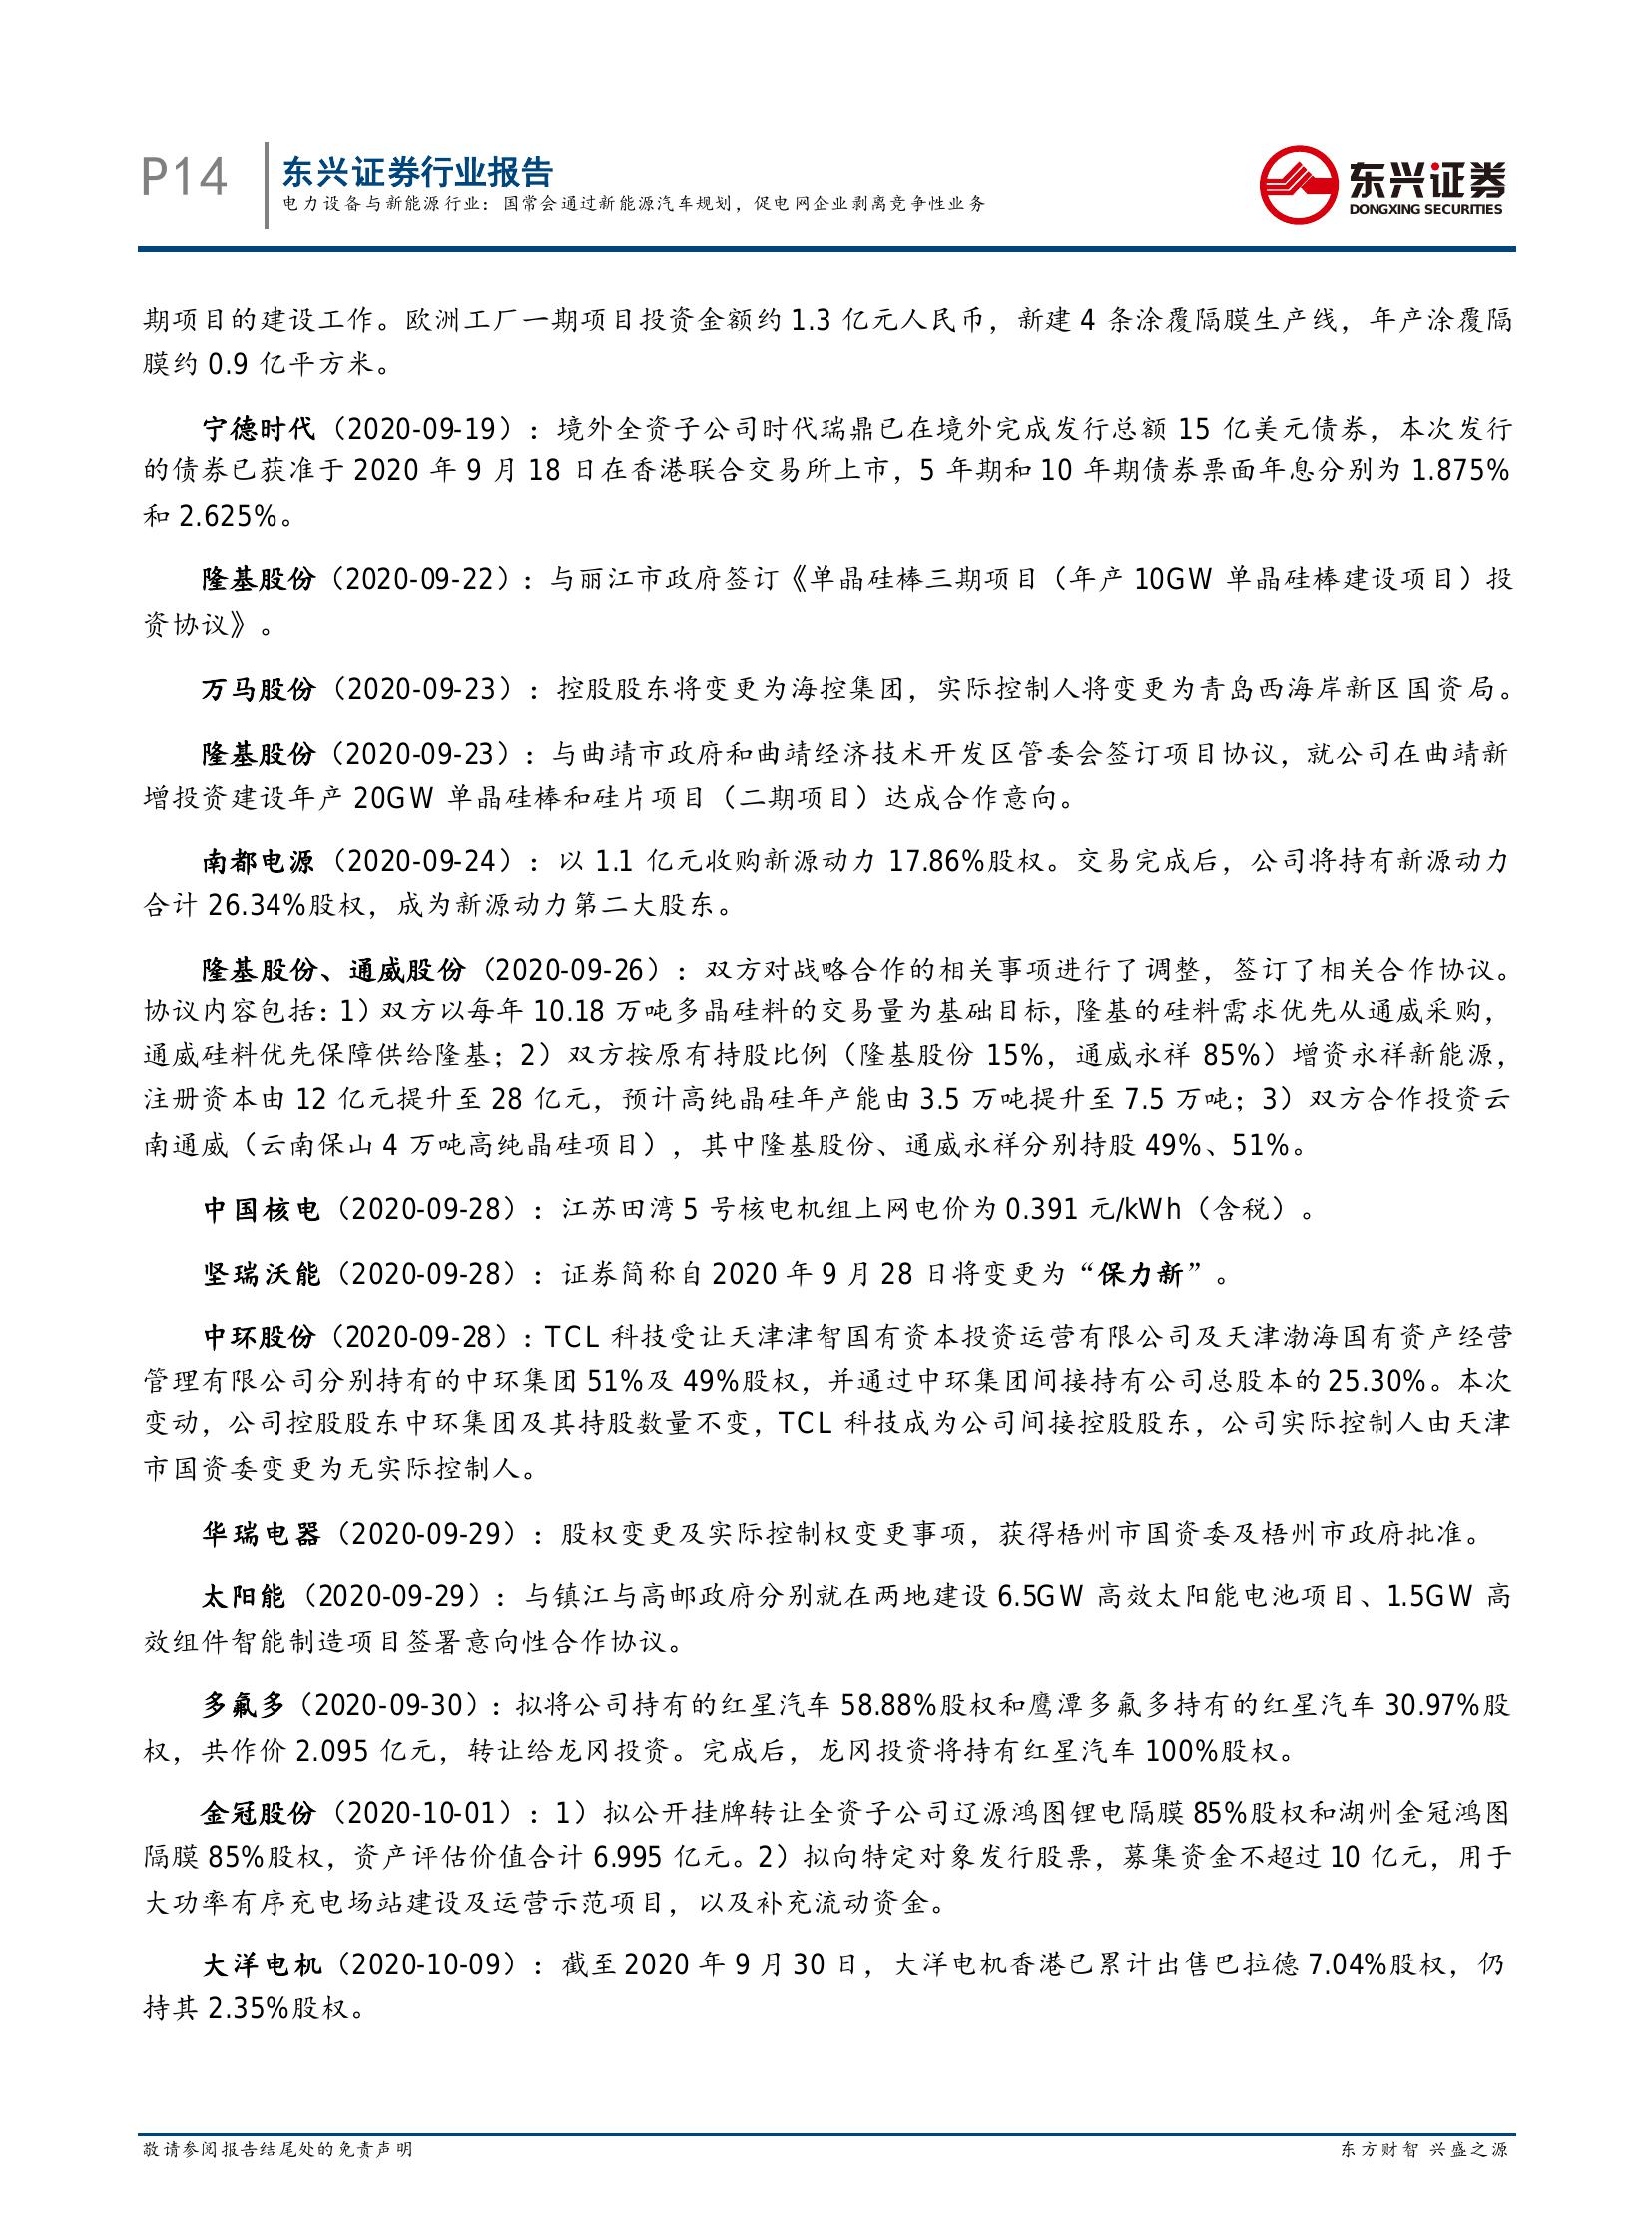 P14
东兴证券行业报告
电力设备与新能源行业：国常会通过新能源汽车规划，促电网企业剥离竞争性业务
东兴证券
DONGXING SECURITIES
期项目的建设工作。欧洲工厂一期项目投资金额约 1.3 亿元人民币，新建 4 条涂覆隔膜生产线，年产涂覆隔
膜约 0.9 亿平方米。
宁德时代（2020-09-19）：境外全资子公司时代瑞鼎已在境外完成发行总额 15 亿美元债券，本次发行
的债券已获准于 2020 年 9 月 18 日在香港联合交易所上市，5 年期和 10 年期债券票面年息分别为 1.875%
和 2.625%。
隆基股份（2020-09-22）：与丽江市政府签订《单晶硅棒三期项目（年产 10GW 单晶硅棒建设项目）投
资协议》。
万马股份（2020-09-23）：控股股东将变更为海控集团，实际控制人将变更为青岛西海岸新区国资局。
隆基股份（2020-09-23）：与曲靖市政府和曲靖经济技术开发区管委会签订项目协议，就公司在曲靖新
增投资建设年产 20GW 单晶硅棒和硅片项目（二期项目）达成合作意向。
南都电源（2020-09-24）：以 1.1 亿元收购新源动力 17.86%股权。交易完成后，公司将持有新源动力
合计 26.34%股权，成为新源动力第二大股东。
隆基股份、通威股份（2020-09-26）：双方对战略合作的相关事项进行了调整，签订了相关合作协议。
协议内容包括：1）双方以每年 10.18 万吨多晶硅料的交易量为基础目标，隆基的硅料需求优先从通威采购，
通威硅料优先保障供给隆基；2）双方按原有持股比例（隆基股份 15%，通威永祥 85%）增资永祥新能源，
注册资本由 12 亿元提升至 28 亿元，预计高纯晶硅年产能由 3.5 万吨提升至 7.5 万吨；3）双方合作投资云
南通威（云南保山 4 万吨高纯晶硅项目），其中隆基股份、通威永祥分别持股 49%、51%。
中国核电（2020-09-28）：江苏田湾 5 号核电机组上网电价为 0.391 元/kWh（含税）。
坚瑞沃能（2020-09-28）：证券简称自 2020 年 9 月 28 日将变更为“保力新”。
中环股份（2020-09-28）：TCL 科技受让天津津智国有资本投资运营有限公司及天津渤海国有资产经营
管理有限公司分别持有的中环集团 51%及 49%股权，并通过中环集团间接持有公司总股本的 25.30%。本次
变动，公司控股股东中环集团及其持股数量不变，TCL 科技成为公司间接控股股东，公司实际控制人由天津
市国资委变更为无实际控制人。
华瑞电器（2020-09-29）：股权变更及实际控制权变更事项，获得梧州市国资委及梧州市政府批准。
太阳能（2020-09-29）：与镇江与高邮政府分别就在两地建设 6.5GW 高效太阳能电池项目、1.5GW 高
效组件智能制造项目签署意向性合作协议。
多氟多（2020-09-30）：拟将公司持有的红星汽车 58.88%股权和鹰潭多氟多持有的红星汽车 30.97%股
权，共作价 2.095 亿元，转让给龙冈投资。完成后，龙冈投资将持有红星汽车 100%股权。
金冠股份（2020-10-01）：1）拟公开挂牌转让全资子公司辽源鸿图锂电隔膜 85%股权和湖州金冠鸿图
隔膜 85%股权，资产评估价值合计 6.995 亿元。2）拟向特定对象发行股票，募集资金不超过 10 亿元，用于
大功率有序充电场站建设及运营示范项目，以及补充流动资金。
大洋电机（2020-10-09）：截至 2020 年 9 月 30 日，大洋电机香港已累计出售巴拉德 7.04%股权，仍
持其 2.35%股权。
敬请参阅报告结尾处的免责声明
东方财智 兴盛之源